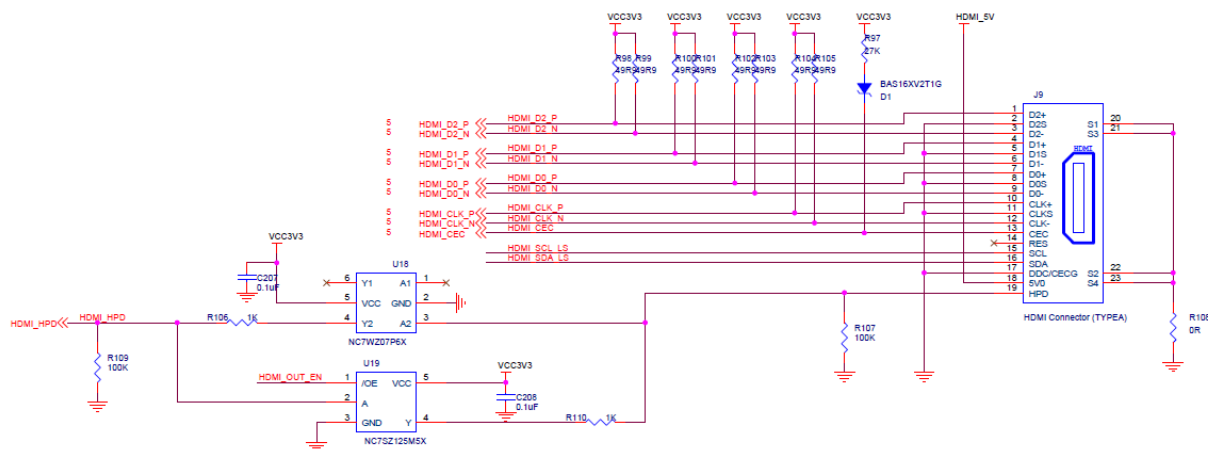 VCC3V3 VCC3V3 VCC3V3 VCC3V3 VCC3V3 HDMI_5V
R98 R99 R100 R101 R102 R103 R104 R105 R97
49R9 49R9 49R9 49R9 49R9 49R9 49R9 49R9 27K
BAS16XV2T1G
D1
J9
5 HDMI_D2_P HDMI_D2_P 1 D2+
2 D2S S1 20
5 HDMI_D2_N HDMI_D2_N 3 D2- S3 21
5 HDMI_D1_P HDMI_D1_P 4 D1+
5 D1S HDMI
5 HDMI_D1_N HDMI_D1_N 6 D1-
5 HDMI_D0_P HDMI_D0_P 7 D0+
8 D0S
5 HDMI_D0_N HDMI_D0_N 9 D0-
5 HDMI_CLK_P HDMI_CLK_P 10 CLK+
11 CLKS
5 HDMI_CLK_N HDMI_CLK_N 12 CLK-
5 HDMI_CEC HDMI_CEC 13 CEC
14 RES
HDMI_SCL_LS 15 SCL
HDMI_SDA_LS 16 SDA
17 DDC/CECG S2 22
18 5V0 S4 23
19 HPD
HDMI Connector (TYPEA)
VCC3V3
C207
0.1uF
U18
6 Y1 A1 1
5 VCC GND 2
4 Y2 A2 3
NC7WZ07P6X
HDMI_HPD HDMI_HPD R106 1K
R107
100K
R108
0R
R109
100K
U19
HDMI_OUT_EN 1 /OE VCC 5
2 A
3 GND Y 4
NC7SZ125M5X
VCC3V3
C208
0.1uF
R110 1K